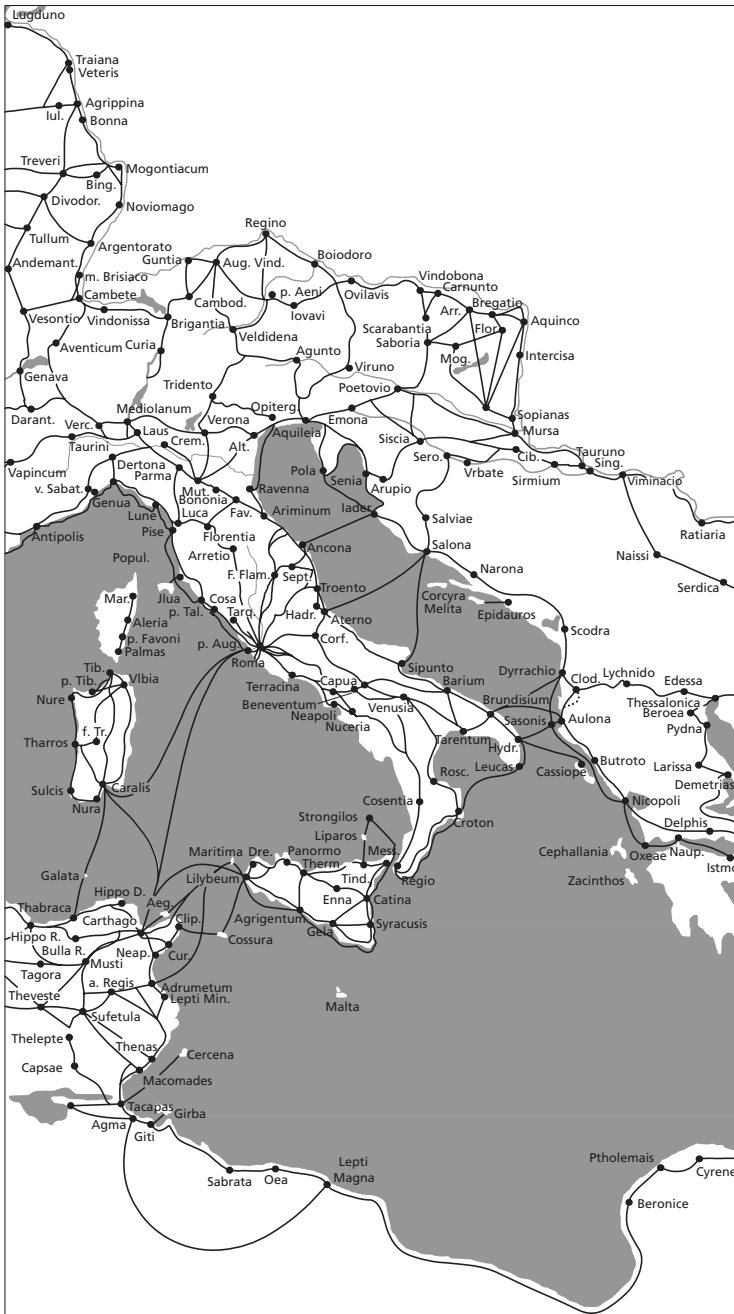 Lugduno
Traiana
Veteris
Agrippina
Iul.
Bonna
Treveri
Mogontiacum
Bing.
Divodor.
Noviomago
Regino
Tullum
Argentorato
Guntia
Aug. Vind.
Boiodoro
Andemant.
m. Brisiaco
Vindobona
Cambete
Cambod.
p. Aeni
Ovilavis
Carnunto
Arr.
Bregatio
Vesontio
Vindonissa
Brigantia
Iovavi
Scarabantia
Flor.
Aquinco
Aventicum
Curia
Veldidena
Saboria
Agunto
Mog.
Intercisa
Genava
Viruno
Tridento
Poetovio
Darant.
Mediolanum
Opiterg.
Emona
Sopianas
Verc.
Laus
Verona
Mursa
Taurini
Crem.
Alt.
Aquileia
Siscia
Vapincum
Dertona
Parma
Pola
Sero.
Cib.
Tauruno
Sing.
v. Sabat.
Mut.
Senia
Arupio
Vrbate
Sirmium
Viminacio
Genua
Bononia
Ravenna
Lune
Luca
Fav.
Ariminum
Iader
Antipolis
Pise
Florentia
Salviae
Ratiaria
Arretio
Ancona
Salona
Naissi
Popul.
F. Flam.
Sept.
Narona
Serdica
Jlua
Cosa
Troento
Mar.
p. Tal.
Targ.
Hadr.
Corcyra
Melita
Aleria
Aterno
Epidauros
p. Favoni
p. Aug.
Corf.
Scodra
Palmas
Roma
Sipunto
Tib.
Dyrrachio
p. Tib.
Vlbia
Terracina
Capua
Barium
Clod.
Lychnido
Edessa
Nure
Beneventum
Brundisium
Thessalonica
Neapoli
Venusia
Sasonis
Aulona
Beroea
f. Tr.
Nuceria
Pydna
Tharros
Tarentum
Hydr.
Rosc.
Leucas
Cassiope
Butroto
Larissa
Sulcis
Caralis
Demetrias
Nura
Cosentia
Nicopoli
Strongilos
Croton
Delphis
Maritima
Dre.
Panormo
Liparos
Therm
Mess.
Cephallania
Oxeae
Naup.
Galata
Lilybeum
Tind.
Regio
Istmo
Hippo D.
Aeg.
Enna
Zacinthos
Thabraca
Carthago
Clip.
Agrigentum
Catina
Hippo R.
Gela
Syracusis
Bulla R.
Neap.
Cur.
Cossura
Tagora
Musti
Adrumetum
a. Regis
Theveste
Lepti Min.
Malta
Sufetula
Thelepte
Thenas
Cercena
Capsae
Macomades
Tacapas
Girba
Agma
Giti
Ptholemais
Lepti
Magna
Cyrene
Sabrata
Oea
Beronice